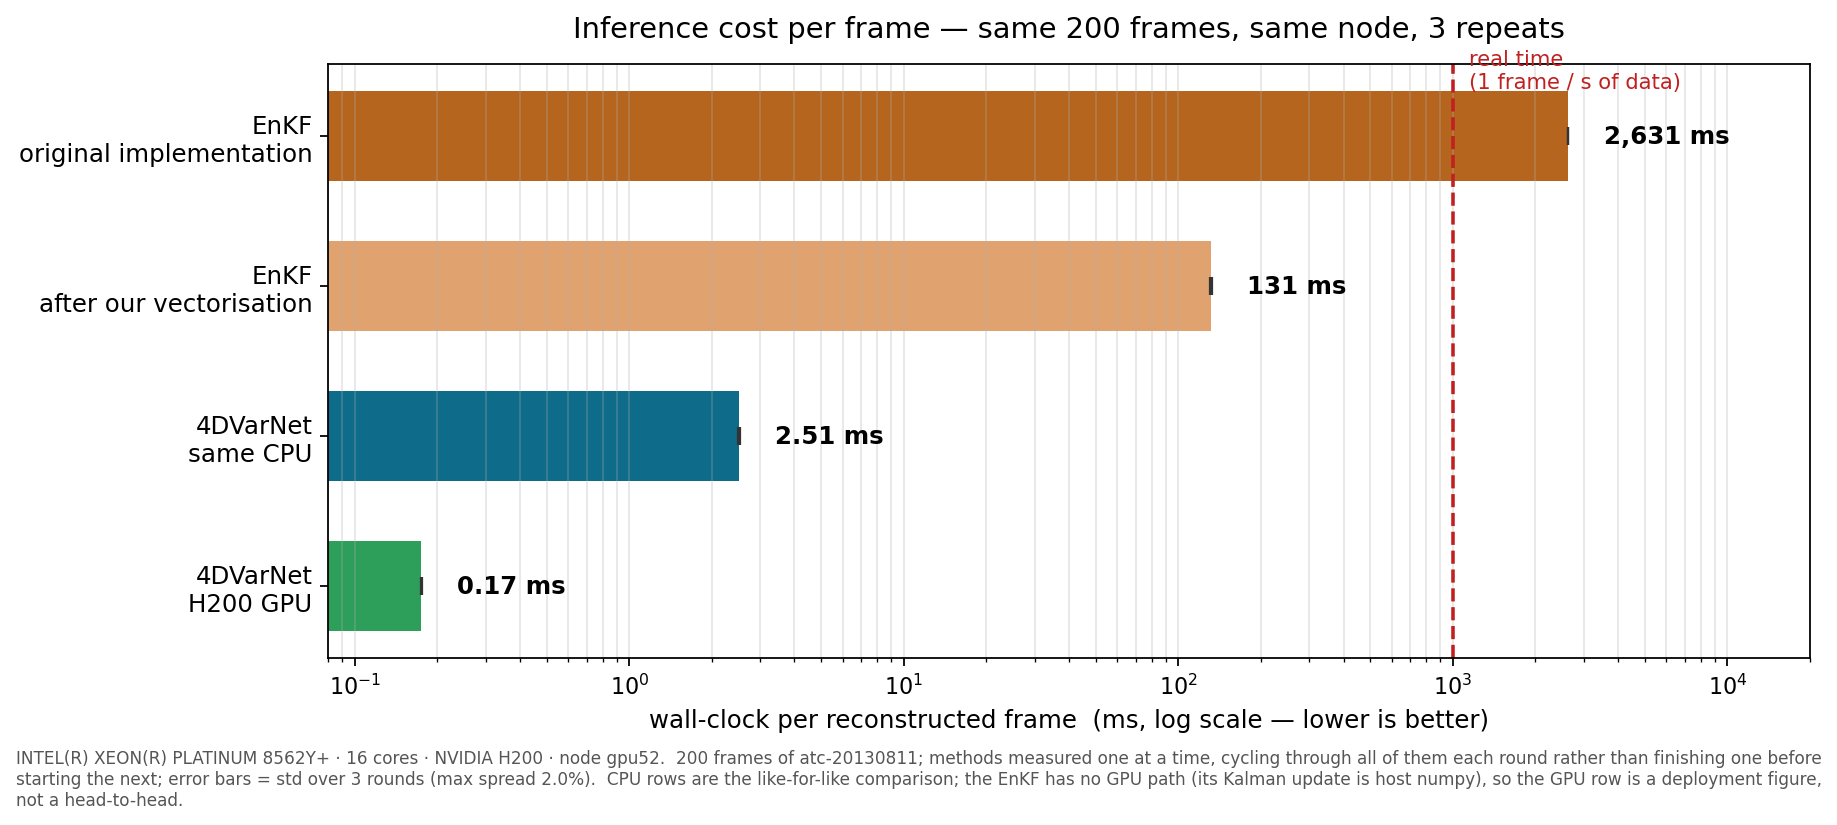 Inference cost per frame — same 200 frames, same node, 3 repeats
real time
(1 frame / s of data)
EnKF
original implementation
2,631 ms
EnKF
after our vectorisation
131 ms
4DVarNet
same CPU
2.51 ms
4DVarNet
H200 GPU
0.17 ms
10⁻¹ 10⁰ 10¹ 10² 10³ 10⁴
wall-clock per reconstructed frame (ms, log scale — lower is better)
INTEL(R) XEON(R) PLATINUM 8562Y+ · 16 cores · NVIDIA H200 · node gpu52. 200 frames of atc-20130811; methods measured one at a time, cycling through all of them each round rather than finishing one before
starting the next; error bars = std over 3 rounds (max spread 2.0%). CPU rows are the like-for-like comparison; the EnKF has no GPU path (its Kalman update is host numpy), so the GPU row is a deployment figure,
not a head-to-head.